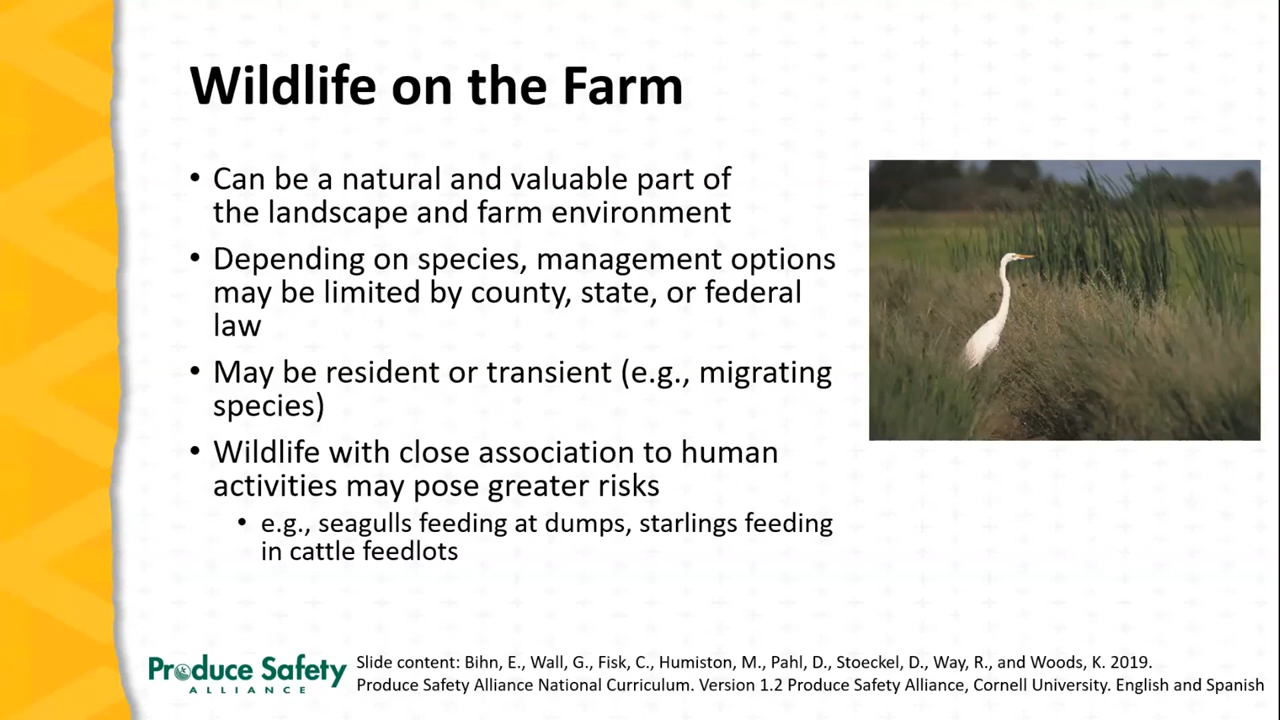 Wildlife on the Farm
• Can be a natural and valuable part of
the landscape and farm environment
• Depending on species, management options
may be limited by county, state, or federal
law
• May be resident or transient (e.g., migrating
species)
• Wildlife with close association to human
activities may pose greater risks
• e.g., seagulls feeding at dumps, starlings feeding
in cattle feedlots
Produce Safety
ALLIANCE
Slide content: Bihn, E., Wall, G., Fisk, C., Humiston, M., Pahl, D., Stoeckel, D., Way, R., and Woods, K. 2019.
Produce Safety Alliance National Curriculum. Version 1.2 Produce Safety Alliance, Cornell University. English and Spanish